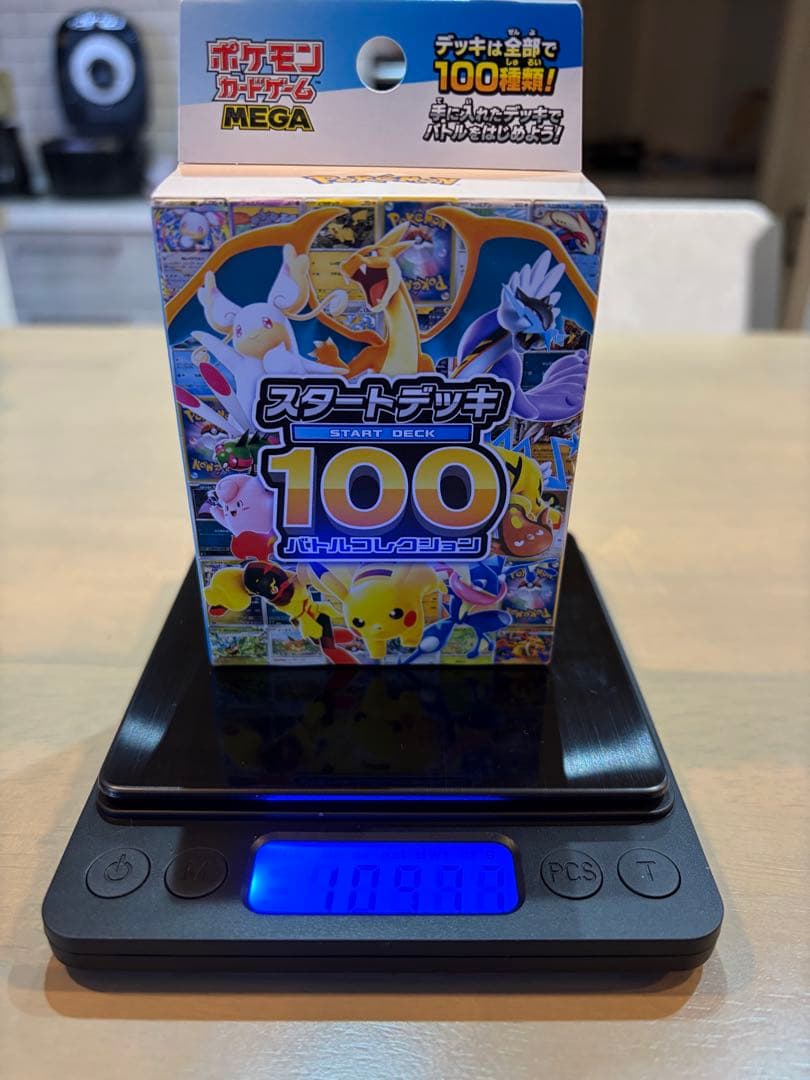 ポケモン
カードゲーム
MEGA
デッキは全部で
100種類!
手に入れたデッキで
バトルをはじめよう!
POKÉMON
スタートデッキ
START DECK
100
バトルコレクション
M
PCS
T